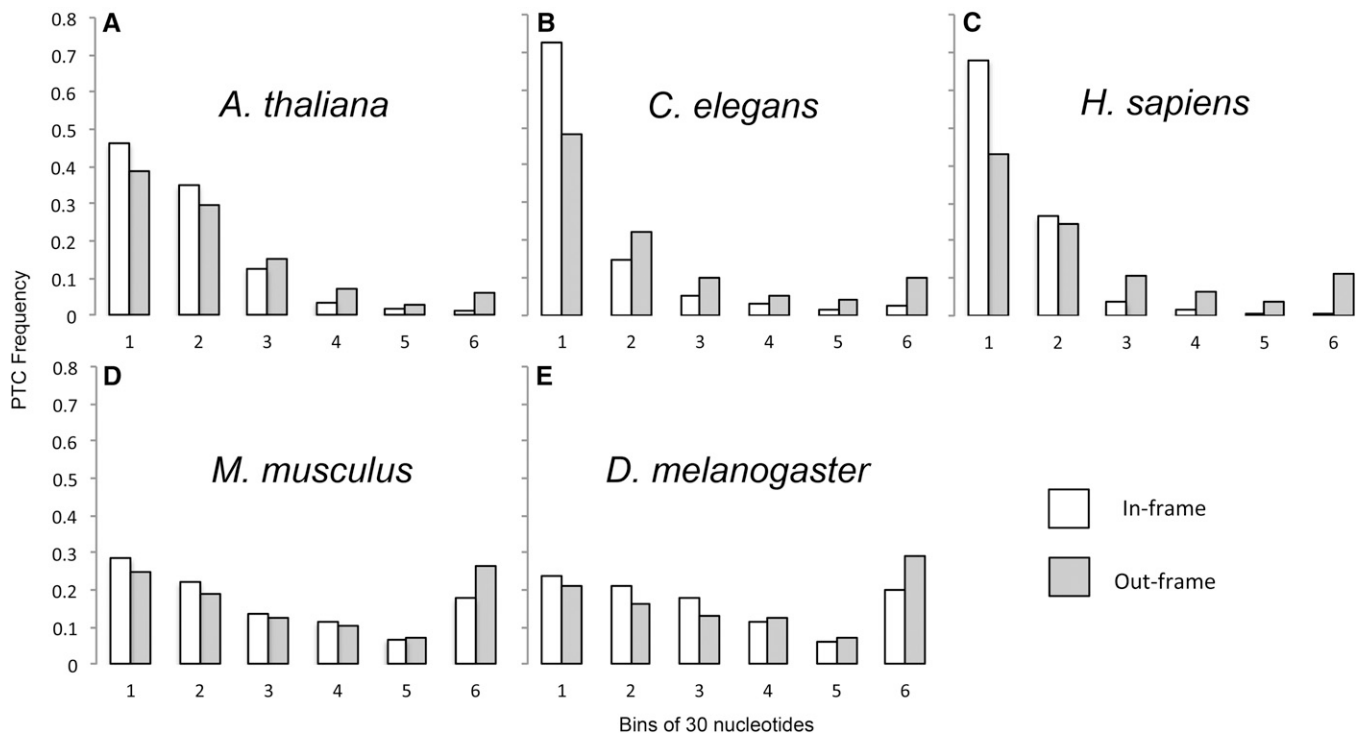 A
B
C
0.8
0.7
0.6
0.5
0.4
0.3
0.2
0.1
0
A. thaliana
C. elegans
H. sapiens
1 2 3 4 5 6
1 2 3 4 5 6
1 2 3 4 5 6
PTC Frequency
D
E
0.8
0.7
0.6
0.5
0.4
0.3
0.2
0.1
0
M. musculus
D. melanogaster
In-frame
Out-frame
1 2 3 4 5 6
1 2 3 4 5 6
Bins of 30 nucleotides